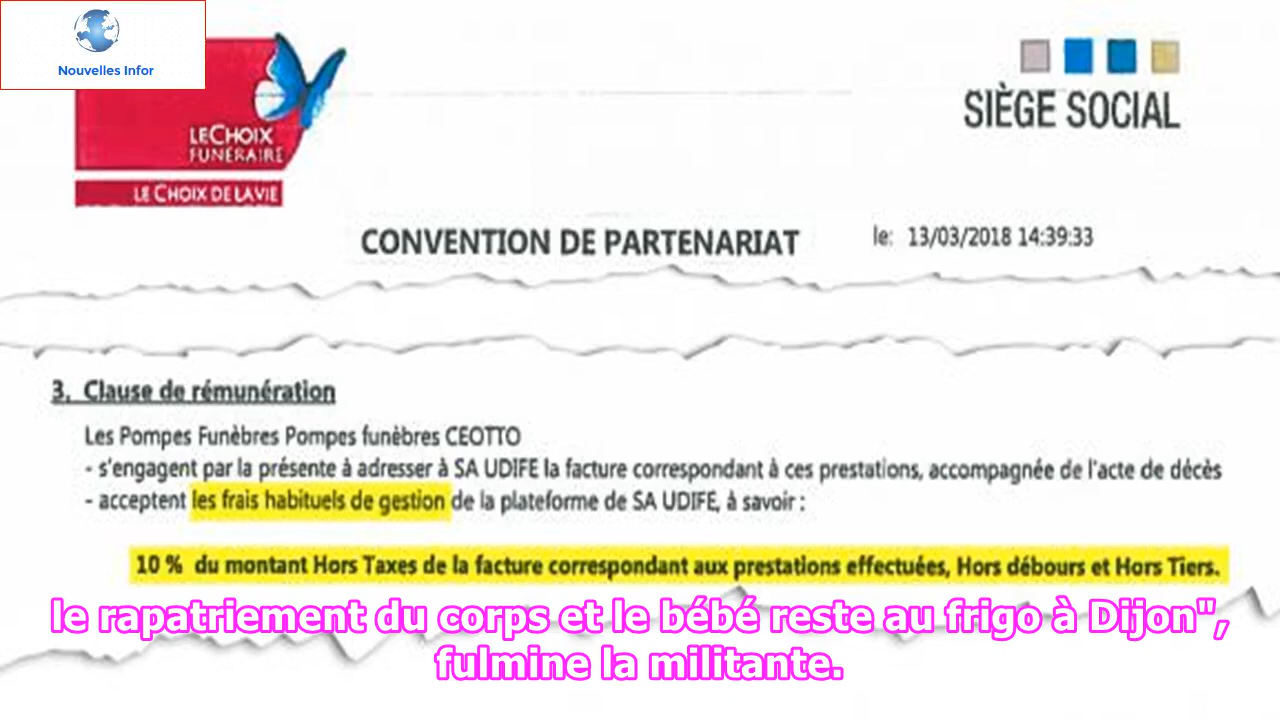 Nouvelles Infor
LE CHOIX
FUNÉRAIRE
LE CHOIX DE LA VIE
SIÈGE SOCIAL
CONVENTION DE PARTENARIAT
le: 13/03/2018 14:39:33
3. Clause de rémunération
Les Pompes Funèbres Pompes funèbres CEOTTO
- s'engagent par la présente à adresser à SA UDIFE la facture correspondant à ces prestations, accompagnée de l'acte de décès
- acceptent les frais habituels de gestion de la plateforme de SA UDIFE, à savoir :
10 % du montant Hors Taxes de la facture correspondant aux prestations effectuées, Hors débours et Hors Tiers.
le rapatriement du corps et le bébé reste au frigo à Dijon",
fulmine la militante.